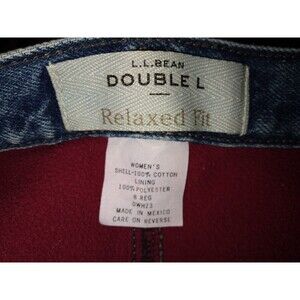 L.L.BEAN
DOUBLE L
Relaxed Fit
WOMEN'S
SHELL-100% COTTON
LINING
100% POLYESTER
8 REG
0WH23
MADE IN MEXICO
CARE ON REVERSE